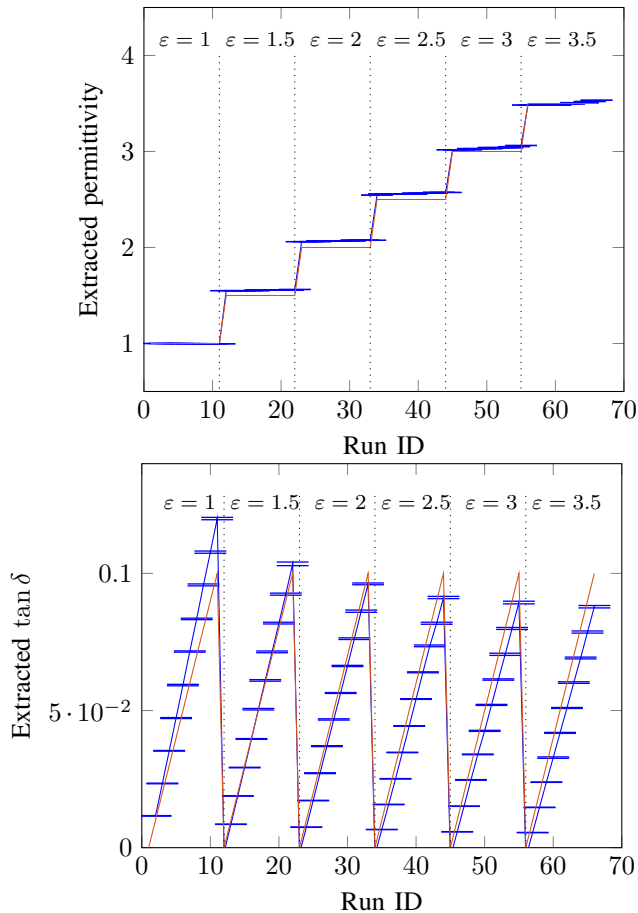 4
ε = 1 ε = 1.5 ε = 2 ε = 2.5 ε = 3 ε = 3.5
3
2
1
Extracted permittivity
0 10 20 30 40 50 60 70
Run ID
ε = 1 ε = 1.5 ε = 2 ε = 2.5 ε = 3 ε = 3.5
0.1
5 · 10⁻²
0
Extracted tan δ
0 10 20 30 40 50 60 70
Run ID